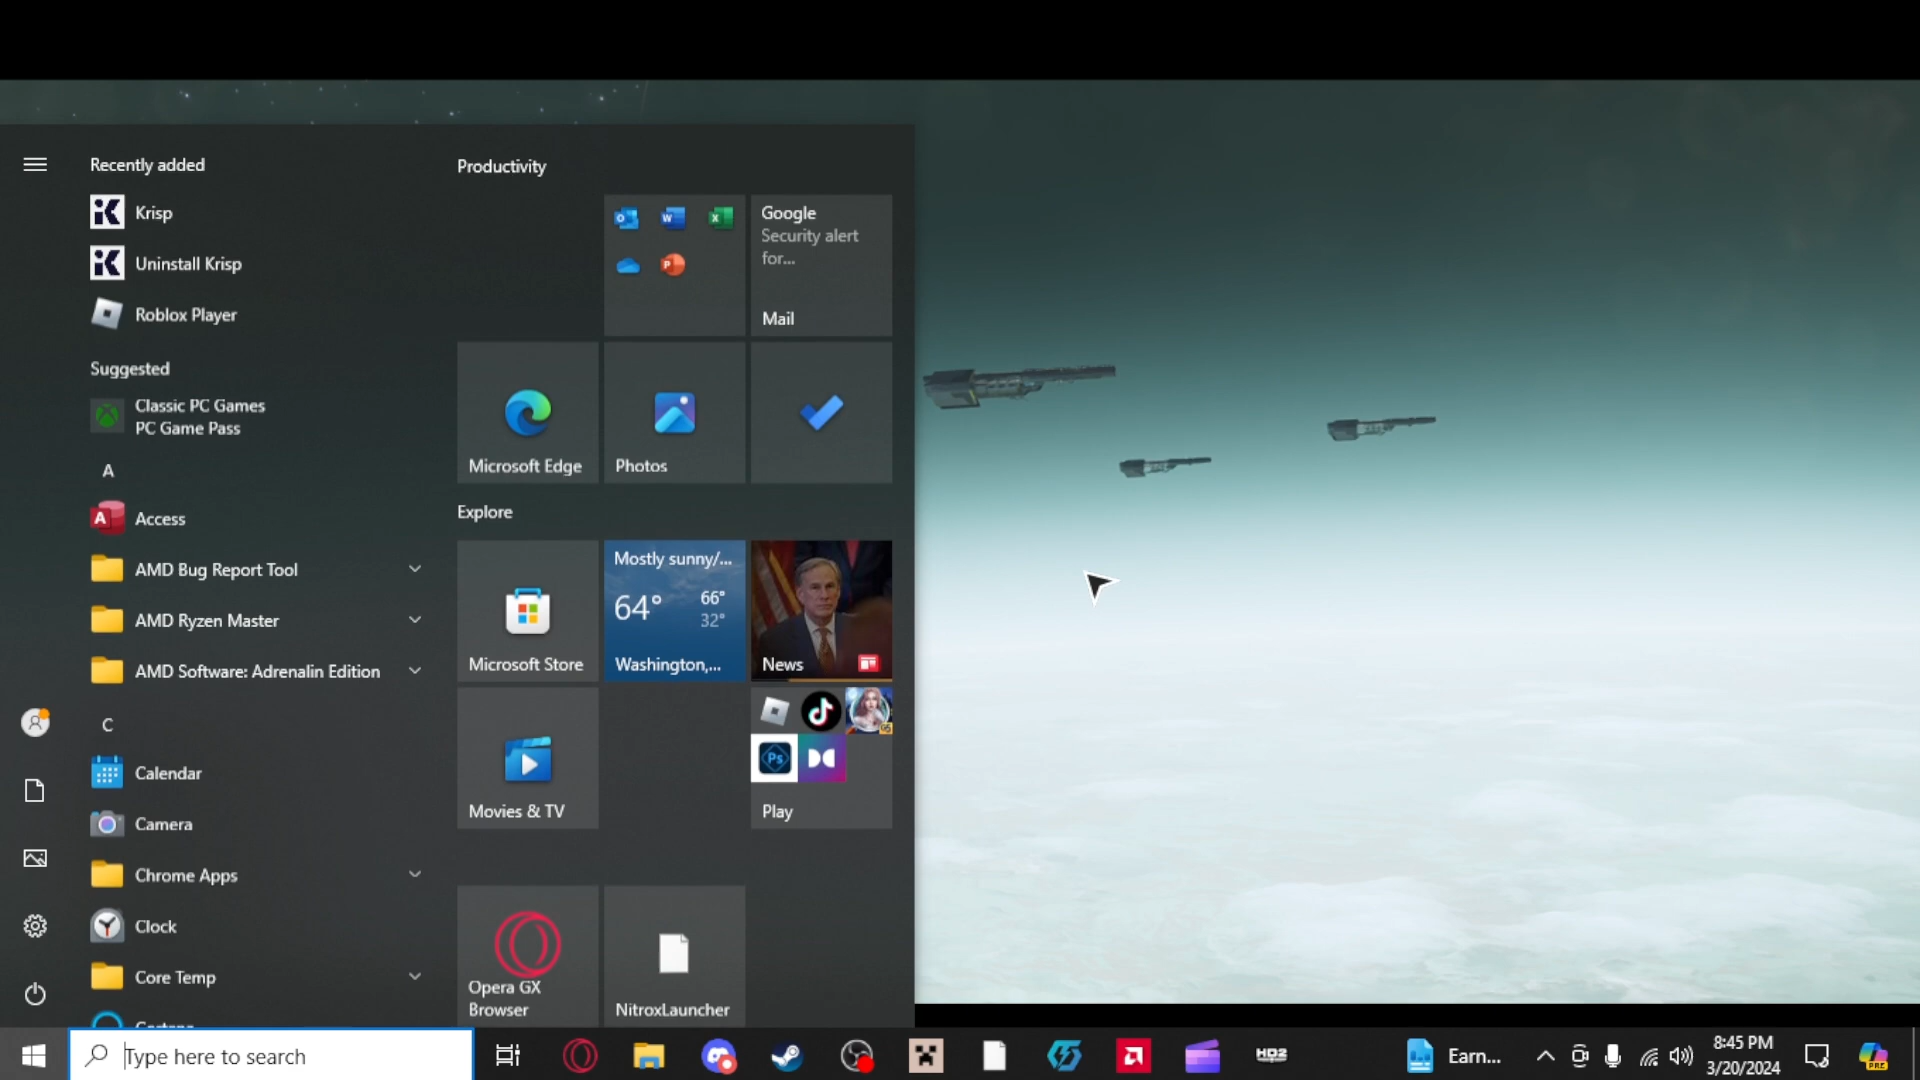 Recently added
Krisp
Uninstall Krisp
Roblox Player
Suggested
Classic PC Games
PC Game Pass
A
Access
AMD Bug Report Tool
AMD Ryzen Master
AMD Software: Adrenalin Edition
C
Calendar
Camera
Chrome Apps
Clock
Core Temp
Productivity
Google
Security alert
for...
Mail
Microsoft Edge
Photos
Explore
Microsoft Store
Mostly sunny/...
64°
66°
32°
Washington,...
News
Movies & TV
Ps
Play
Opera GX
Browser
NitroxLauncher
Type here to search
HD2
Earn...
8:45 PM
3/20/2024
PRE